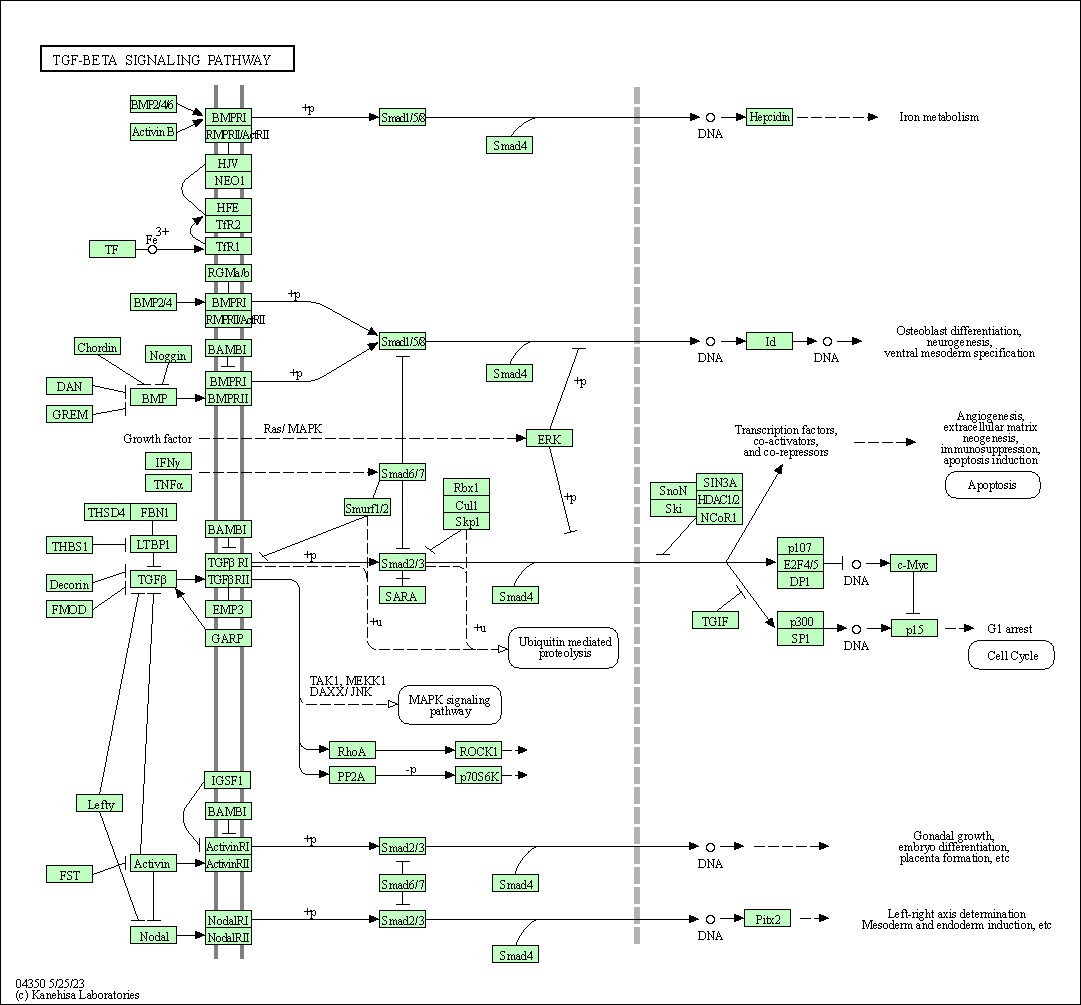 TGF-BETA SIGNALING PATHWAY
BMP2/4/6
Activin B
BMPRI
BMPRII/ActRII
+p
Smad1/5/8
Smad4
DNA
Hepcidin
Iron metabolism
HJV
NEO1
HFE
TfR2
TF
Fe
3+
TfR1
RGMa/b
BMP2/4
BMPRI
BMPRII/ActRII
+p
Smad1/5/8
Smad4
DNA
Id
DNA
Osteoblast differentiation,
neurogenesis,
ventral mesoderm specification
Chordin
Noggin
DAN
GREM
BMP
BAMBI
BMPRI
BMPRII
+p
+p
Growth factor
Ras/ MAPK
ERK
+p
IFNγ
TNFα
Smad6/7
Smurf1/2
Rbx1
Cul1
Skp1
Transcription factors,
co-activators,
and co-repressors
Angiogenesis,
extracellular matrix
neogenesis,
immunosuppression,
apoptosis induction
Apoptosis
SnoN
Ski
SIN3A
HDAC1/2
NCoR1
THSD4
FBN1
THBS1
LTBP1
Decorin
FMOD
TGFβ
BAMBI
TGFβ RI
TGFβRII
EMP3
GARP
+p
Smad2/3
SARA
Smad4
+u
+u
Ubiquitin mediated
proteolysis
p107
E2F4/5
DP1
DNA
c-Myc
TGIF
p300
SP1
DNA
p15
G1 arrest
Cell Cycle
TAK1, MEKK1
DAXX/ JNK
MAPK signaling
pathway
RhoA
ROCK1
PP2A
-p
p70S6K
Lefty
IGSF1
BAMBI
FST
Activin
ActivinRI
ActivinRII
+p
Smad2/3
Smad4
DNA
Gonadal growth,
embryo differentiation,
placenta formation, etc
Smad6/7
Nodal
NodalRI
NodalRII
+p
Smad2/3
Smad4
DNA
Pitx2
Left-right axis determination
Mesoderm and endoderm induction, etc
04350 5/25/23
(c) Kanehisa Laboratories